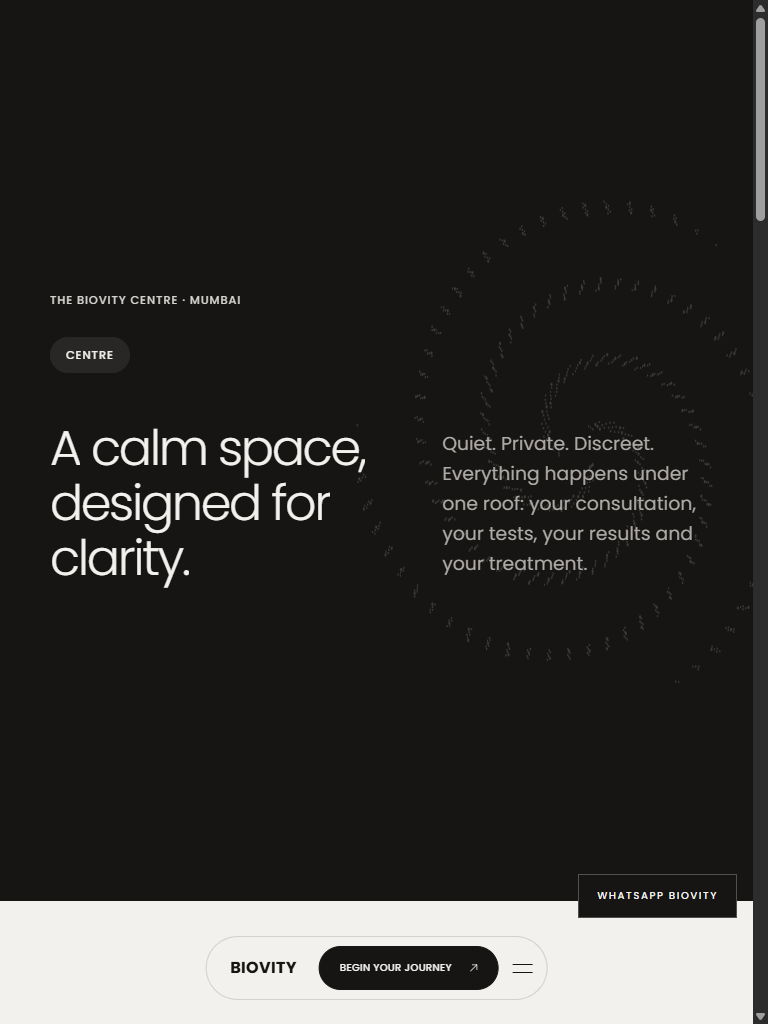 THE BIOVITY CENTRE · MUMBAI
CENTRE
A calm space,
designed for
clarity.
Quiet. Private. Discreet.
Everything happens under
one roof: your consultation,
your tests, your results and
your treatment.
WHATSAPP BIOVITY
BIOVITY
BEGIN YOUR JOURNEY